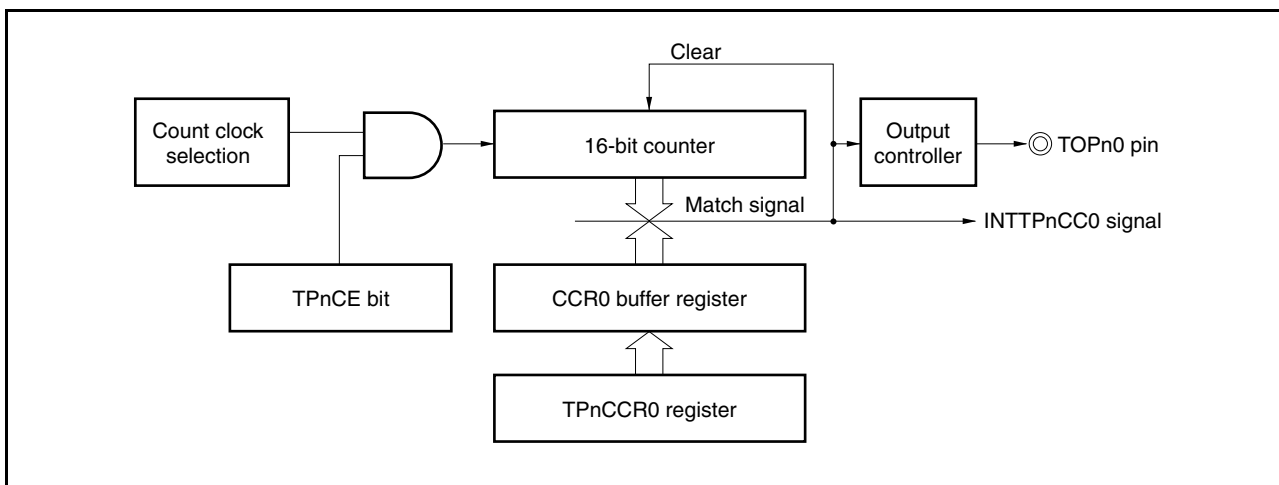 Clear
Count clock
selection
16-bit counter
Output
controller
TOPn0 pin
Match signal
INTTPnCC0 signal
TPnCE bit
CCR0 buffer register
TPnCCR0 register